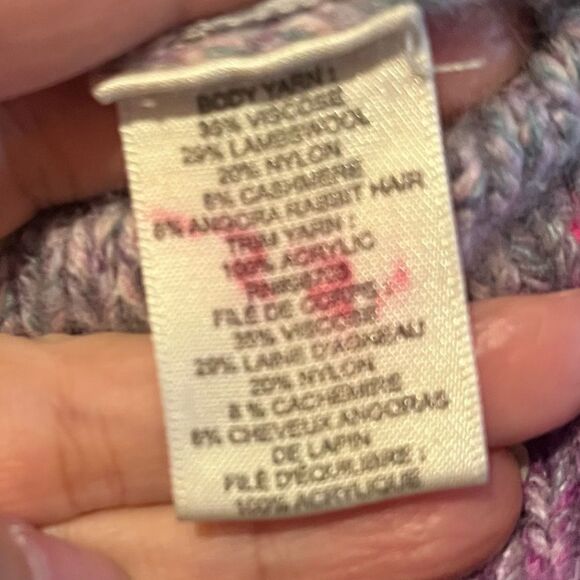 BODY YARN :
35% VISCOSE
29% LAMBSWOOL
20% NYLON
8% CASHMERE
8% ANGORA RABBIT HAIR
TRIM YARN :
100% ACRYLIC
FILÉ DE CORPS :
35% VISCOSE
29% LAINE D'AGNEAU
20% NYLON
8 % CACHEMIRE
8% CHEVEUX ANGORAS
DE LAPIN
FILÉ D'ÉQUILIBRE :
100% ACRYLIQUE